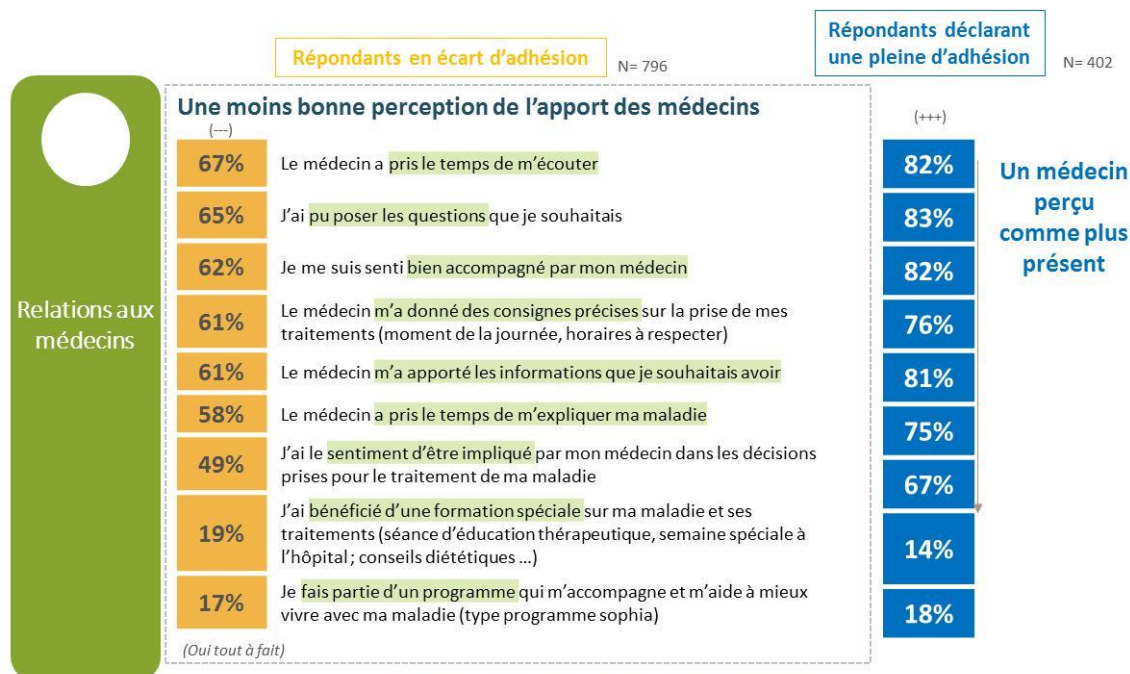 Répondants en écart d'adhésion
N= 796
Répondants déclarant
une pleine d'adhésion
N= 402
Relations aux
médecins
Une moins bonne perception de l'apport des médecins
(---)
(+++)
67%
Le médecin a pris le temps de m'écouter
82%
65%
J'ai pu poser les questions que je souhaitais
83%
62%
Je me suis senti bien accompagné par mon médecin
82%
61%
Le médecin m'a donné des consignes précises sur la prise de mes
traitements (moment de la journée, horaires à respecter)
76%
61%
Le médecin m'a apporté les informations que je souhaitais avoir
81%
58%
Le médecin a pris le temps de m'expliquer ma maladie
75%
49%
J'ai le sentiment d'être impliqué par mon médecin dans les décisions
prises pour le traitement de ma maladie
67%
19%
J'ai bénéficié d'une formation spéciale sur ma maladie et ses
traitements (séance d'éducation thérapeutique, semaine spéciale à
l'hôpital ; conseils diététiques ...)
14%
17%
Je fais partie d'un programme qui m'accompagne et m'aide à mieux
vivre avec ma maladie (type programme sophia)
18%
(Oui tout à fait)
Un médecin
perçu
comme plus
présent